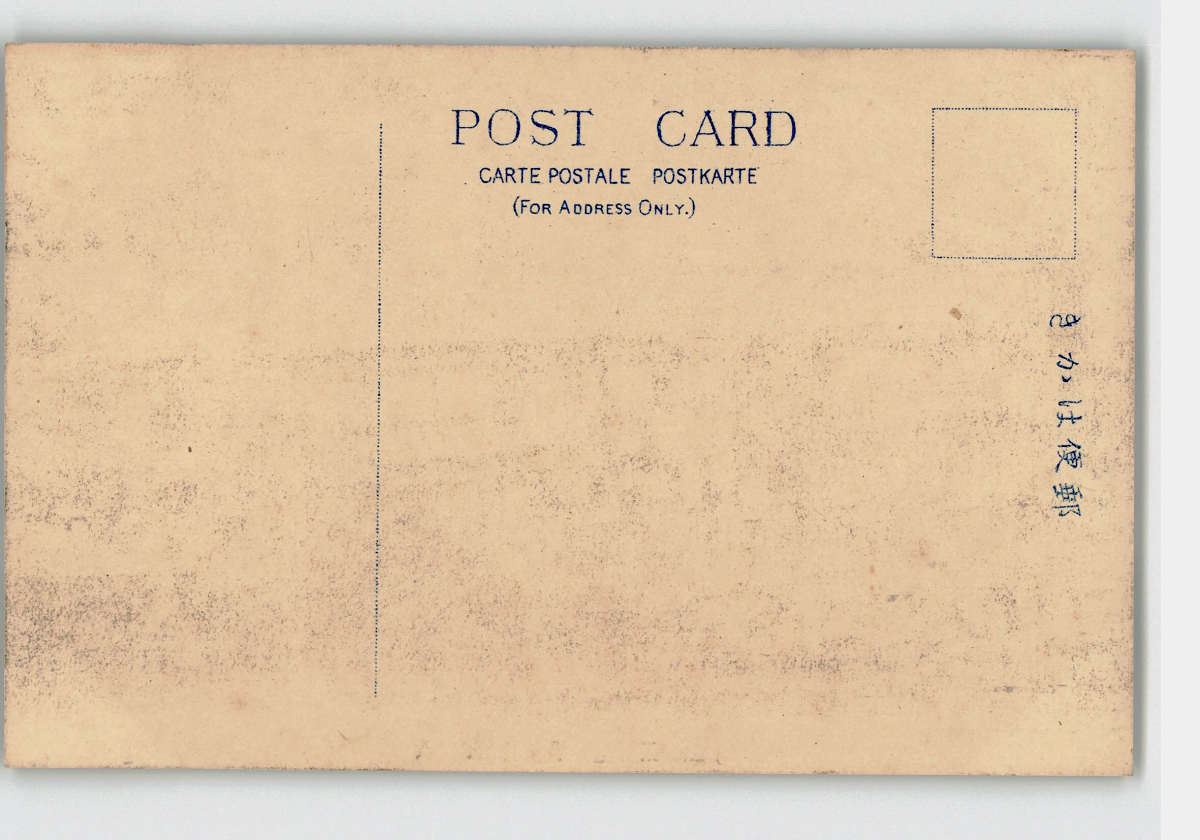 POST CARD
CARTE POSTALE POSTKARTE
(FOR ADDRESS ONLY.)
郵便はかき